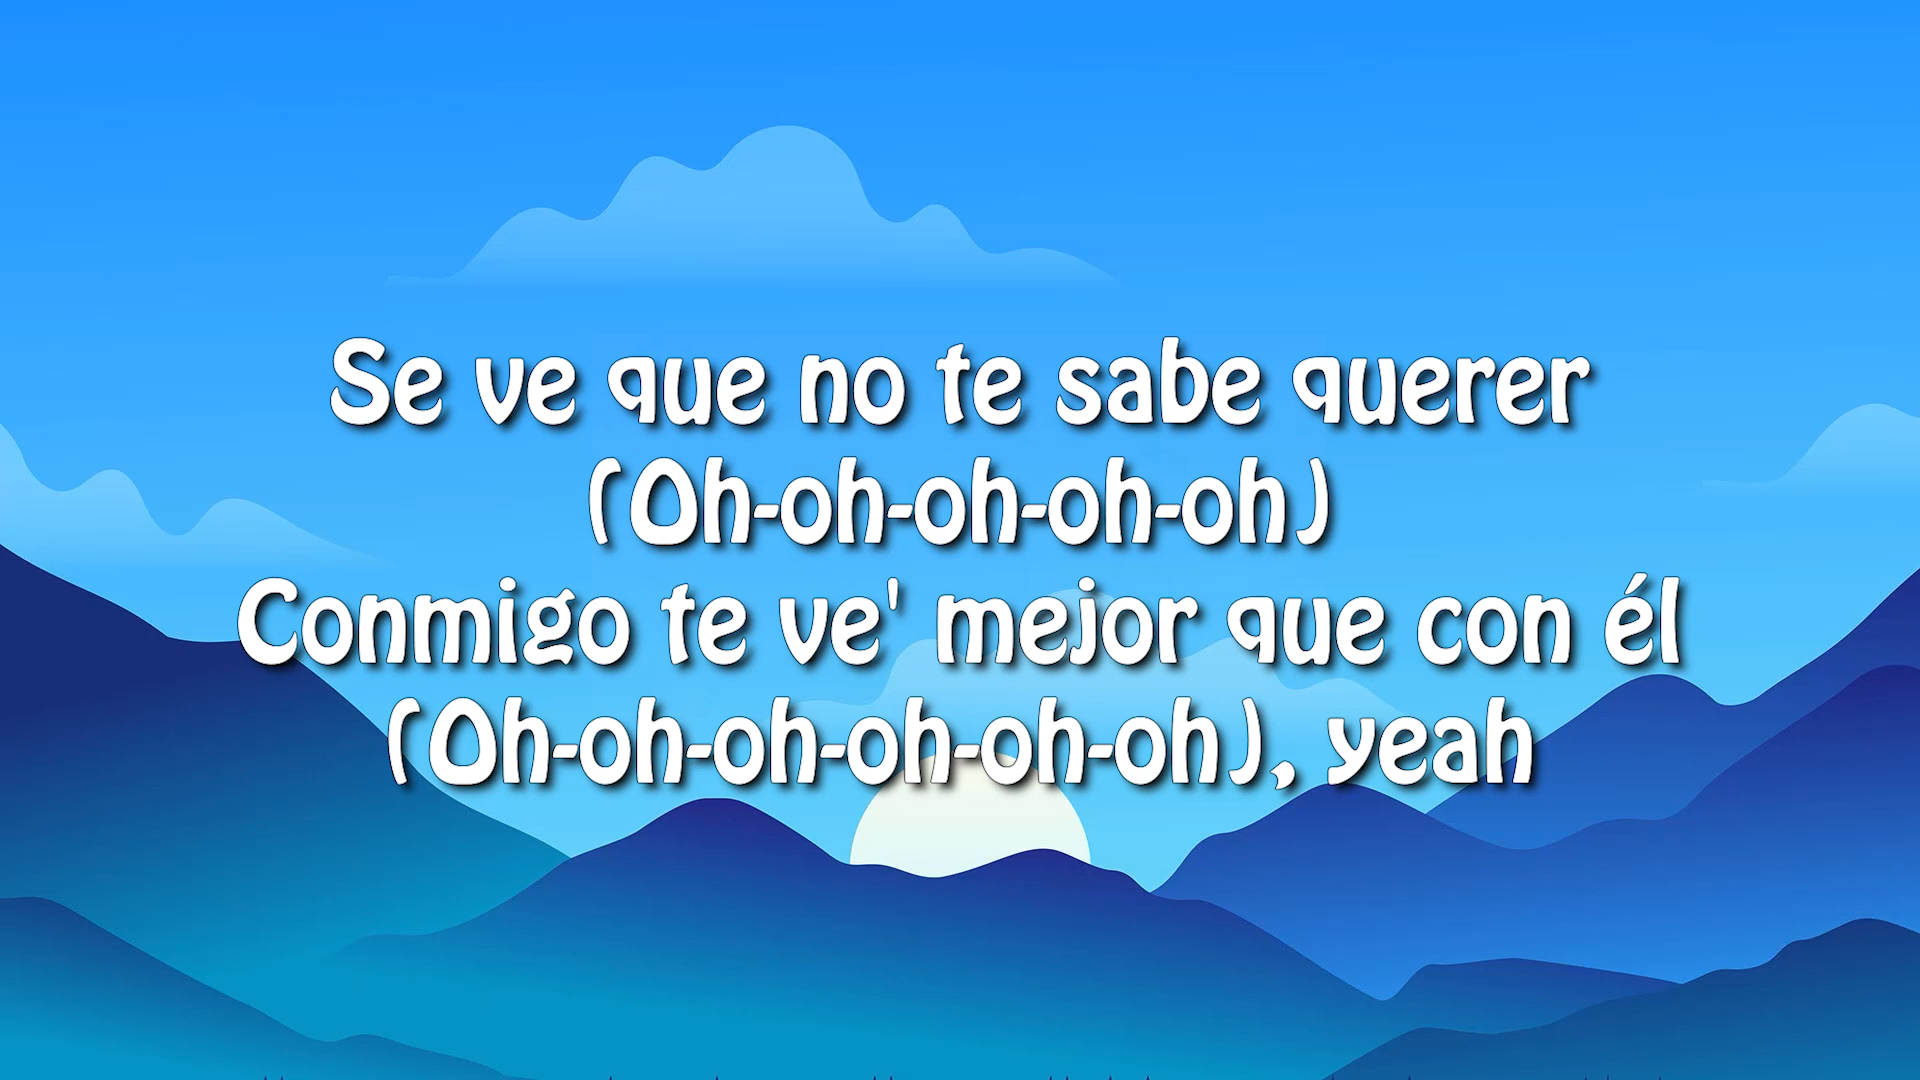 Se ve que no te sabe querer
(Oh-oh-oh-oh-oh)
Conmigo te ve' mejor que con él
(Oh-oh-oh-oh-oh-oh), yeah